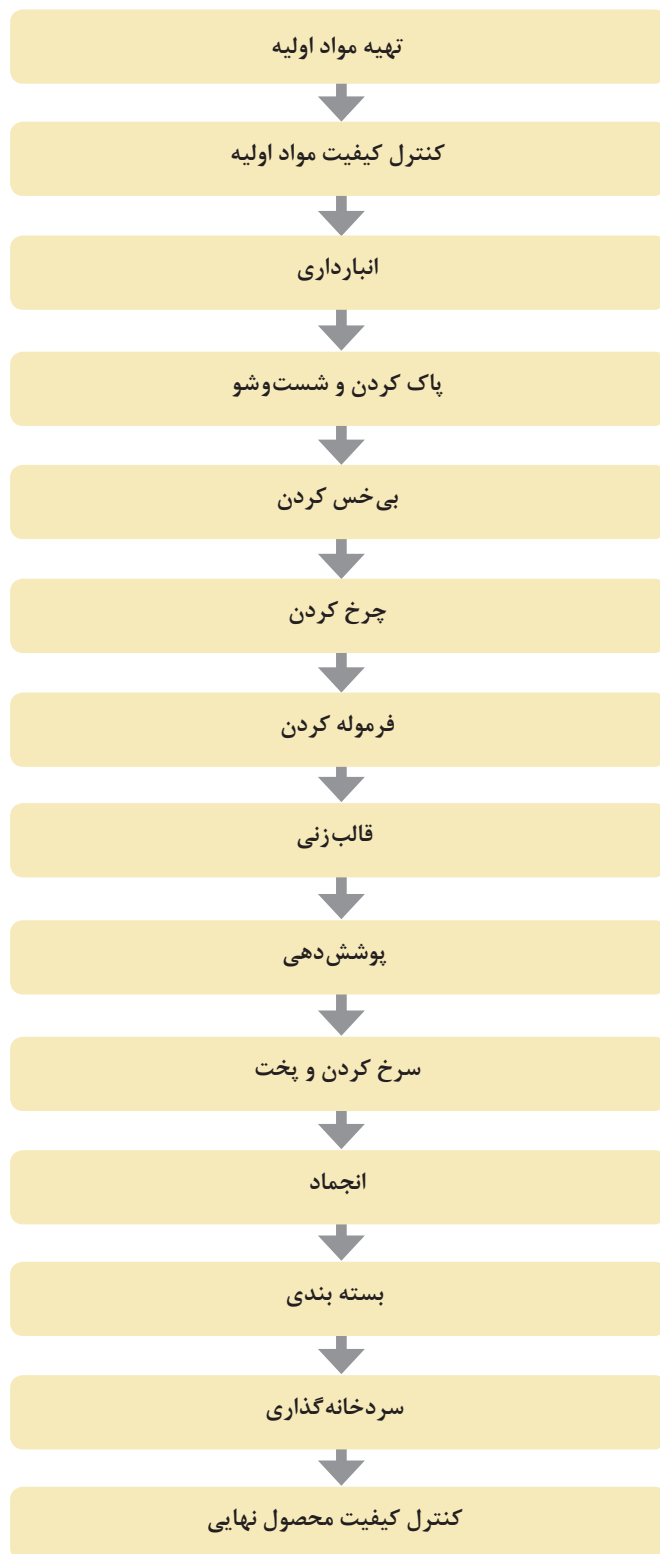 تهیه مواد اولیه
کنترل کیفیت مواد اولیه
انبارداری
پاک کردن و شست‌وشو
بی‌خس کردن
چرخ کردن
فرموله کردن
قالب‌زنی
پوشش‌دهی
سرخ کردن و پخت
انجماد
بسته بندی
سردخانه‌گذاری
کنترل کیفیت محصول نهایی